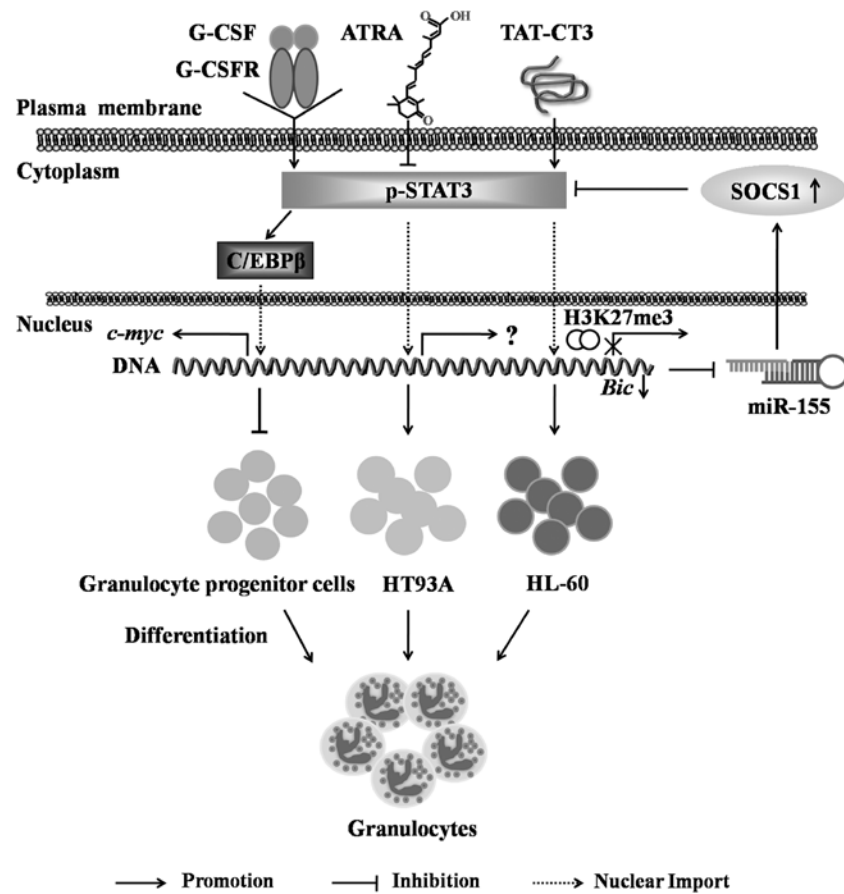 G-CSF
ATRA
TAT-CT3
OH
O
G-CSFR
O
Plasma membrane
Cytoplasm
p-STAT3
SOCS1 ↑
C/EBPβ
Nucleus
H3K27me3
c-myc
?
DNA
Bic
miR-155
Granulocyte progenitor cells
HT93A
HL-60
Differentiation
Granulocytes
Promotion
Inhibition
Nuclear Import